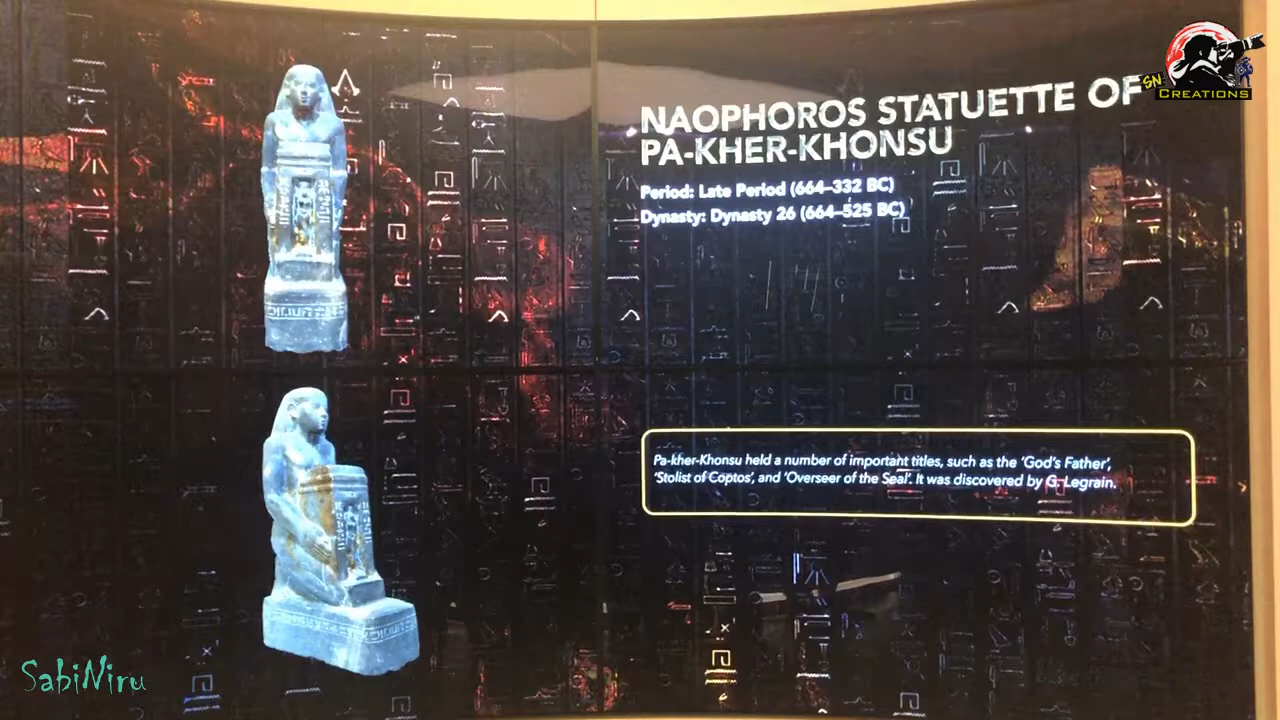 SN
CREATIONS
NAOPHOROS STATUETTE OF
PA-KHER-KHONSU
Period: Late Period (664–332 BC)
Dynasty: Dynasty 26 (664–525 BC)
Pa-kher-Khonsu held a number of important titles, such as the ‘God's Father’,
‘Stolist of Coptos’, and ‘Overseer of the Seal’. It was discovered by G. Legrain.
SabiNiru